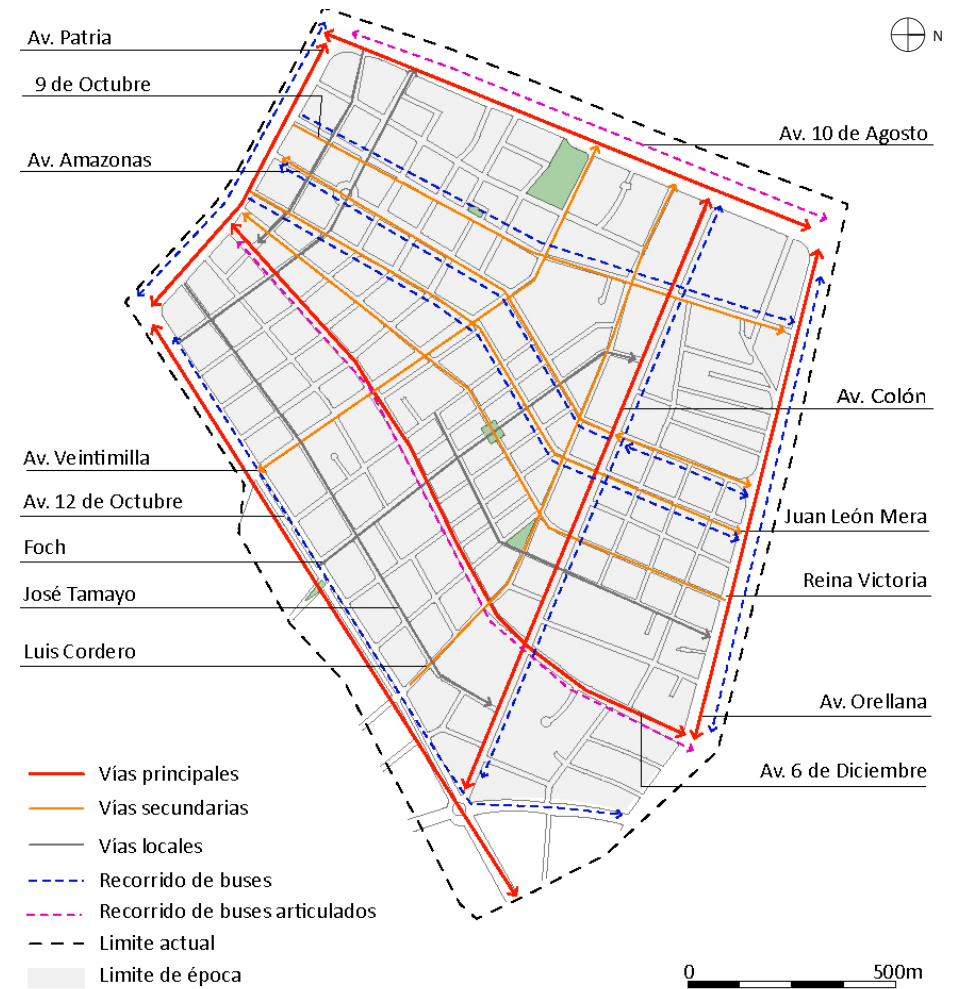 Av. Patria
9 de Octubre
Av. Amazonas
N
Av. 10 de Agosto
Av. Colón
Juan León Mera
Reina Victoria
Av. Orellana
Av. 6 de Diciembre
Av. Veintimilla
Av. 12 de Octubre
Foch
José Tamayo
Luis Cordero
Vías principales
Vías secundarias
Vías locales
Recorrido de buses
Recorrido de buses articulados
Limite actual
Limite de época
0 500m